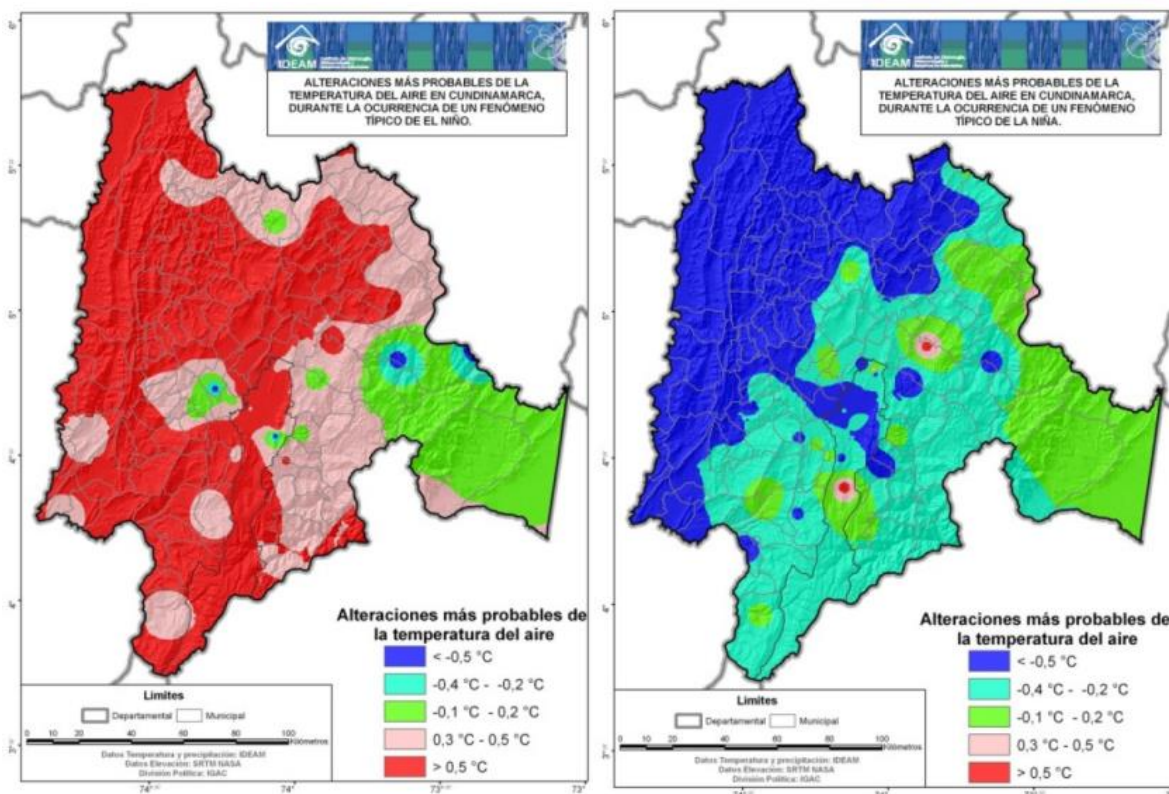 IDEAM
ALTERACIONES MÁS PROBABLES DE LA
TEMPERATURA DEL AIRE EN CUNDINAMARCA,
DURANTE LA OCURRENCIA DE UN FENÓMENO
TÍPICO DE EL NIÑO.
Alteraciones más probables de
la temperatura del aire
< -0,5 °C
-0,4 °C - -0,2 °C
-0,1 °C - 0,2 °C
0,3 °C - 0,5 °C
> 0,5 °C
Limites
Departamental
Municipal
0 10 20 40 60 80 100
Kilómetros
Datos Temperatura y precipitación: IDEAM
Datos Elevación: SRTM NASA
División Política: IGAC
IDEAM
ALTERACIONES MÁS PROBABLES DE LA
TEMPERATURA DEL AIRE EN CUNDINAMARCA,
DURANTE LA OCURRENCIA DE UN FENÓMENO
TÍPICO DE LA NIÑA.
Alteraciones más probables de
la temperatura del aire
< -0,5 °C
-0,4 °C - -0,2 °C
-0,1 °C - 0,2 °C
0,3 °C - 0,5 °C
> 0,5 °C
Limites
Departamental
Municipal
0 10 20 40 60 80 100
Kilómetros
Datos Temperatura y precipitación: IDEAM
Datos Elevación: SRTM NASA
División Política: IGAC